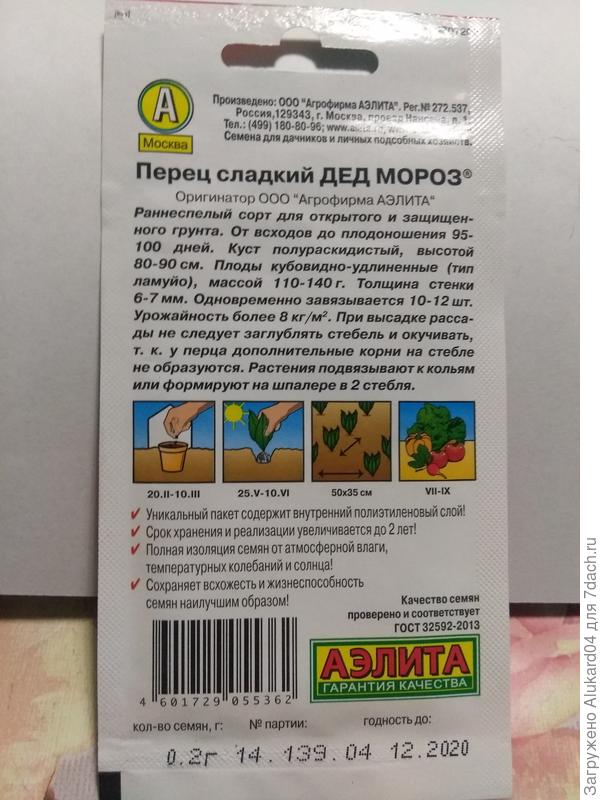 А
Москва
Произведено: ООО "Агрофирма АЭЛИТА". Рег.№ 272.537,
Россия,129343, г. Москва, проезд Нансена, д. 1
Тел.: (499) 180-80-96;
Семена для дачников и личных подсобных хозяйств.
Перец сладкий ДЕД МОРОЗ®
Оригинатор ООО "Агрофирма АЭЛИТА"
Раннеспелый сорт для открытого и защищен-
ного грунта. От всходов до плодоношения 95-
100 дней. Куст полураскидистый, высотой
80-90 см. Плоды кубовидно-удлиненные (тип
ламуйо), массой 110-140 г. Толщина стенки
6-7 мм. Одновременно завязывается 10-12 шт.
Урожайность более 8 кг/м². При высадке расса-
ды не следует заглублять стебель и окучивать,
т. к. у перца дополнительные корни на стебле
не образуются. Растения подвязывают к кольям
или формируют на шпалере в 2 стебля.
20.II-10.III 25.V-10.VI 50х35 см VII-IX
Уникальный пакет содержит внутренний полиэтиленовый слой!
Срок хранения и реализации увеличивается до 2 лет!
Полная изоляция семян от атмосферной влаги,
температурных колебаний и солнца!
Сохраняет всхожесть и жизнеспособность
семян наилучшим образом!
Качество семян
проверено и соответствует
ГОСТ 32592-2013
АЭЛИТА
ГАРАНТИЯ КАЧЕСТВА
4 601729 055362
кол-во семян, г: № партии: годность до:
0.2г 14.139.04 12.2020
Загружено Alukard04 для 7dach.ru